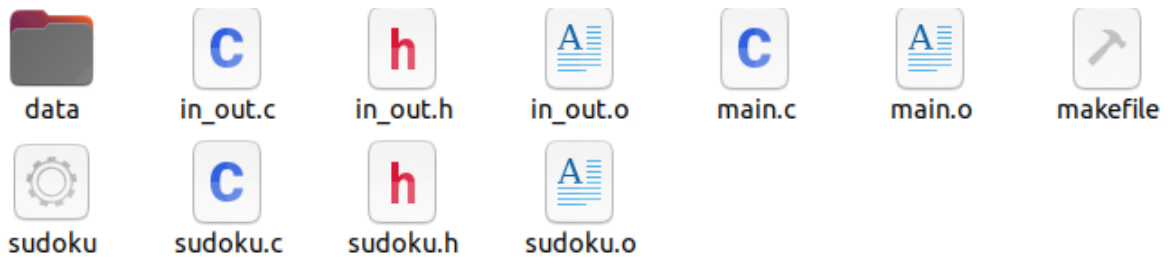 data in_out.c in_out.h in_out.o main.c main.o makefile
sudoku sudoku.c sudoku.h sudoku.o